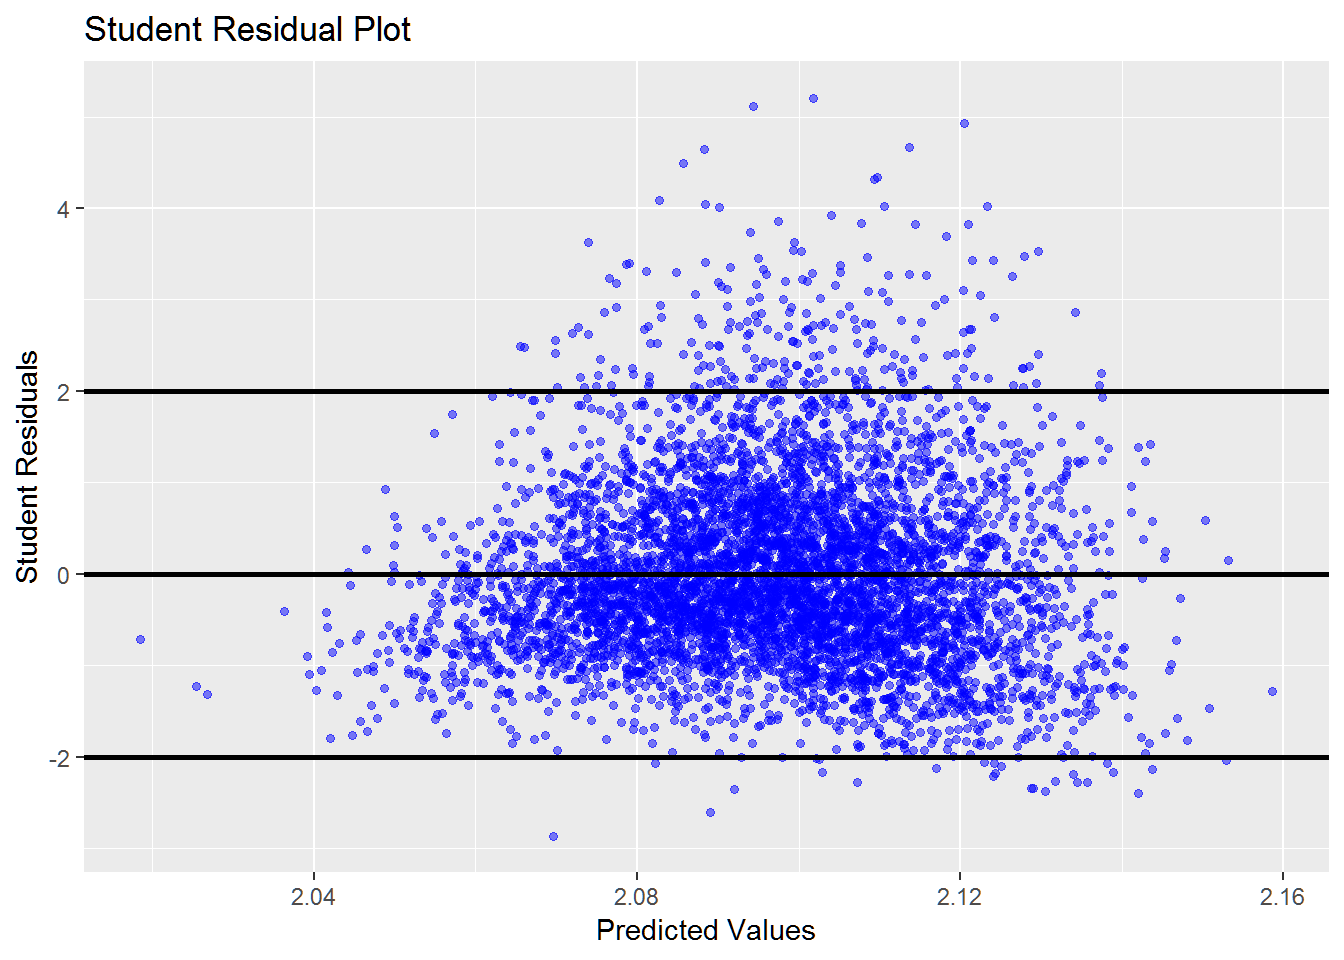 Student Residual Plot
Student Residuals
4
2
0
-2
2.04
2.08
2.12
2.16
Predicted Values